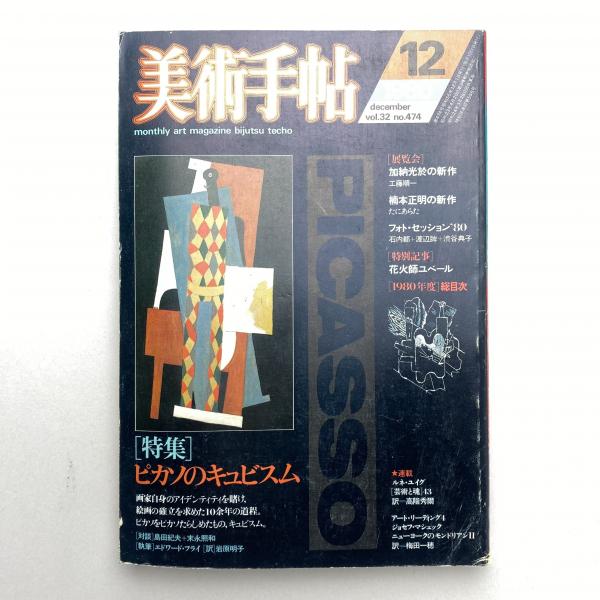 美術手帖
monthly art magazine bijutsu techo
12
december
vol.32 no.474
PICASSO
[展覧会]
加納光於の新作
工藤順一
楠本正明の新作
たにあらた
フォト・セッション'80
石内都+渡辺眸+渋谷典子
[特別記事]
花火師ユベール
[1980年度]総目次
[特集]
ピカソのキュビスム
画家自身のアイデンティティを賭け、
絵画の確立を求めた10余年の道程。
ピカソをピカソたらしめたもの、キュビスム。
[対談]島田紀夫+末永照和
[執筆]エドワード・フライ [訳]岩原明子
★連載
ルネ・ユイグ
[芸術と魂]43
訳―高階秀爾
アート・リーディング4
ジョセフ・マシェック
ニューヨークのモンドリアンII
訳―梅田一穂